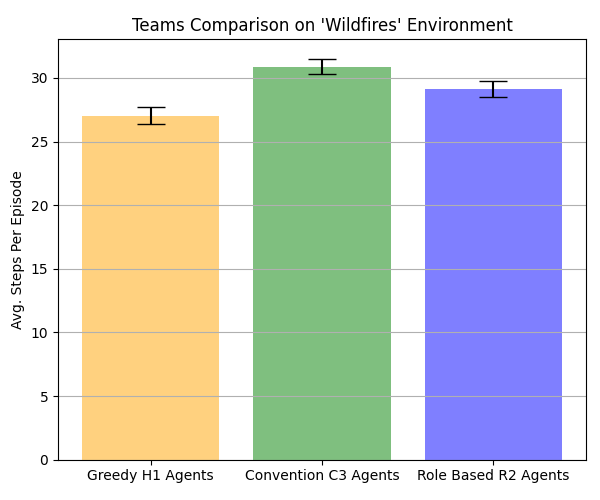 Teams Comparison on 'Wildfires' Environment
Avg. Steps Per Episode
30
25
20
15
10
5
0
Greedy H1 Agents
Convention C3 Agents
Role Based R2 Agents